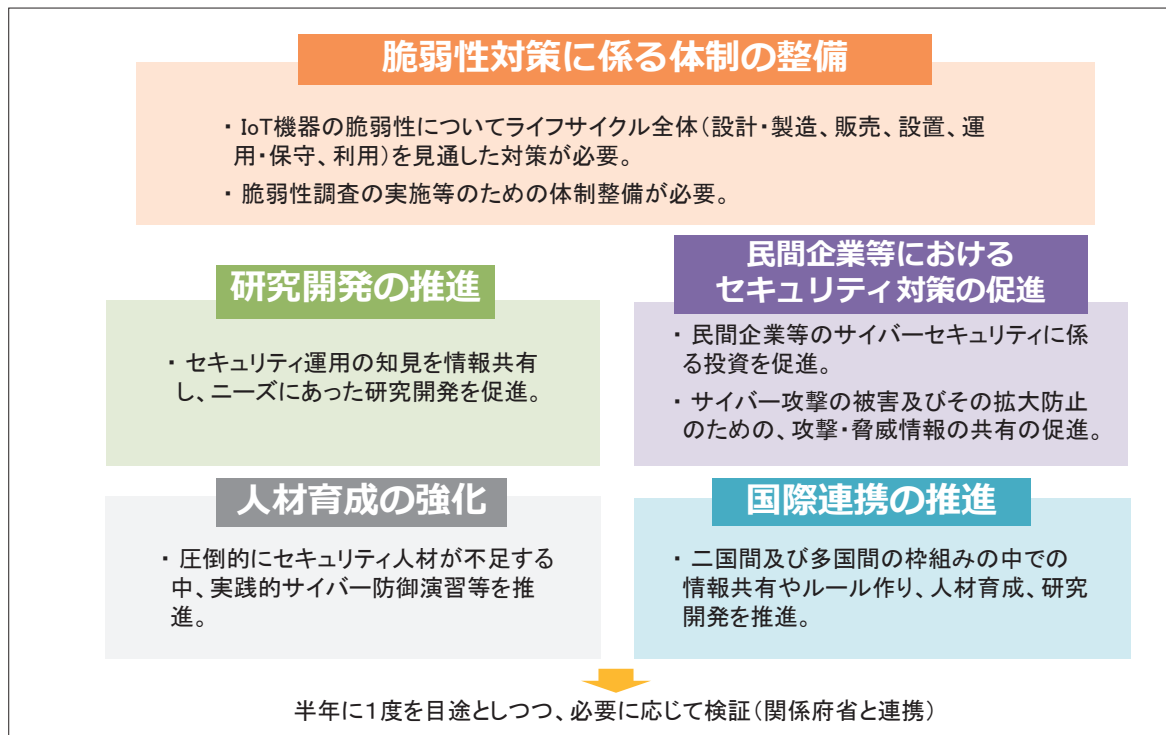 脆弱性対策に係る体制の整備
・ IoT機器の脆弱性についてライフサイクル全体（設計・製造、販売、設置、運
用・保守、利用）を見通した対策が必要。
・ 脆弱性調査の実施等のための体制整備が必要。
研究開発の推進
・ セキュリティ運用の知見を情報共有
し、ニーズにあった研究開発を促進。
民間企業等における
セキュリティ対策の促進
・ 民間企業等のサイバーセキュリティに係
る投資を促進。
・ サイバー攻撃の被害及びその拡大防止
のための、攻撃・脅威情報の共有の促進。
人材育成の強化
・ 圧倒的にセキュリティ人材が不足する
中、実践的サイバー防御演習等を推
進。
国際連携の推進
・ 二国間及び多国間の枠組みの中での
情報共有やルール作り、人材育成、研究
開発を推進。
半年に１度を目途としつつ、必要に応じて検証（関係府省と連携）